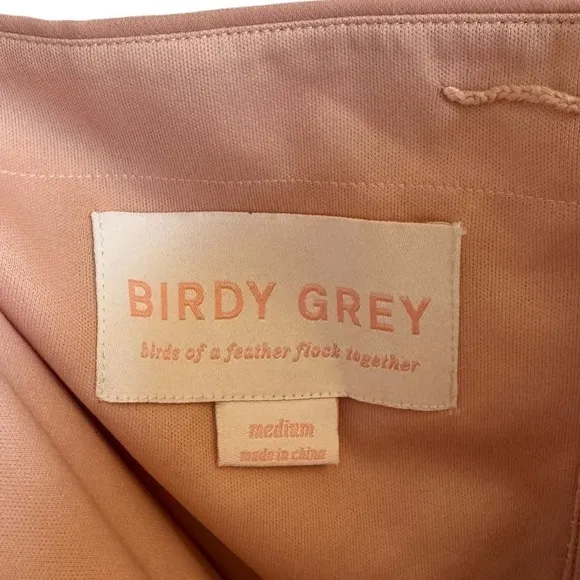 BIRDY GREY
birds of a feather flock together
medium
made in china